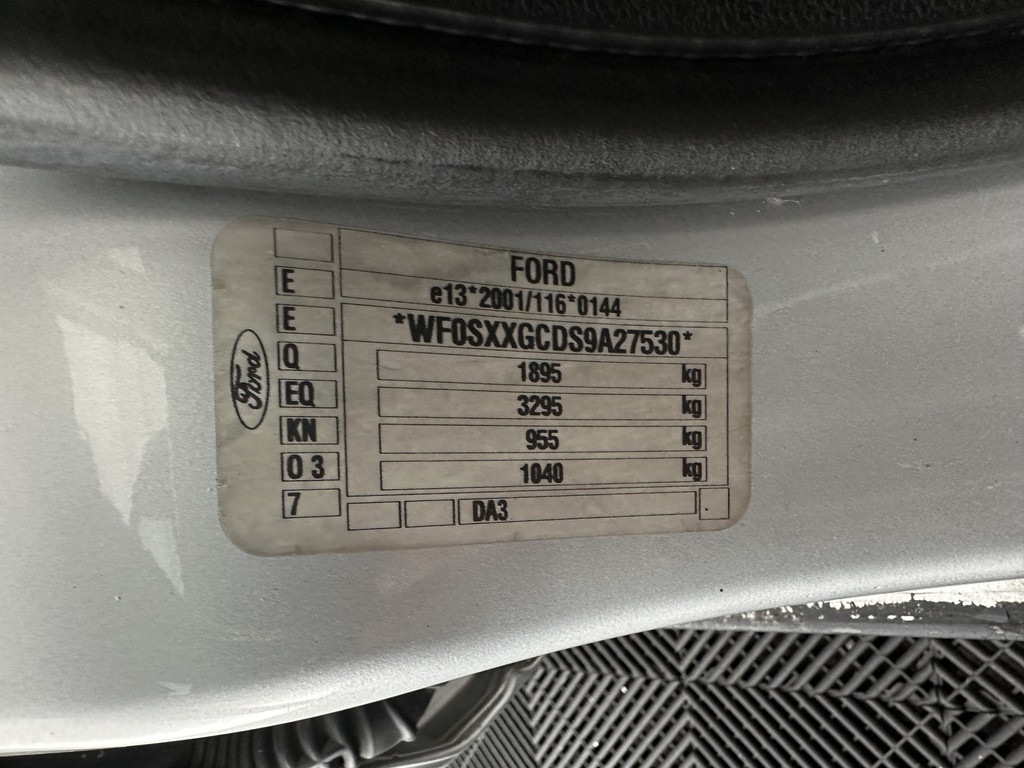 FORD
e13*2001/116*0144
*WF0SXXGCDS9A27530*
1895 kg
3295 kg
955 kg
1040 kg
DA3
E
E
Q
EQ
KN
0 3
7
Ford